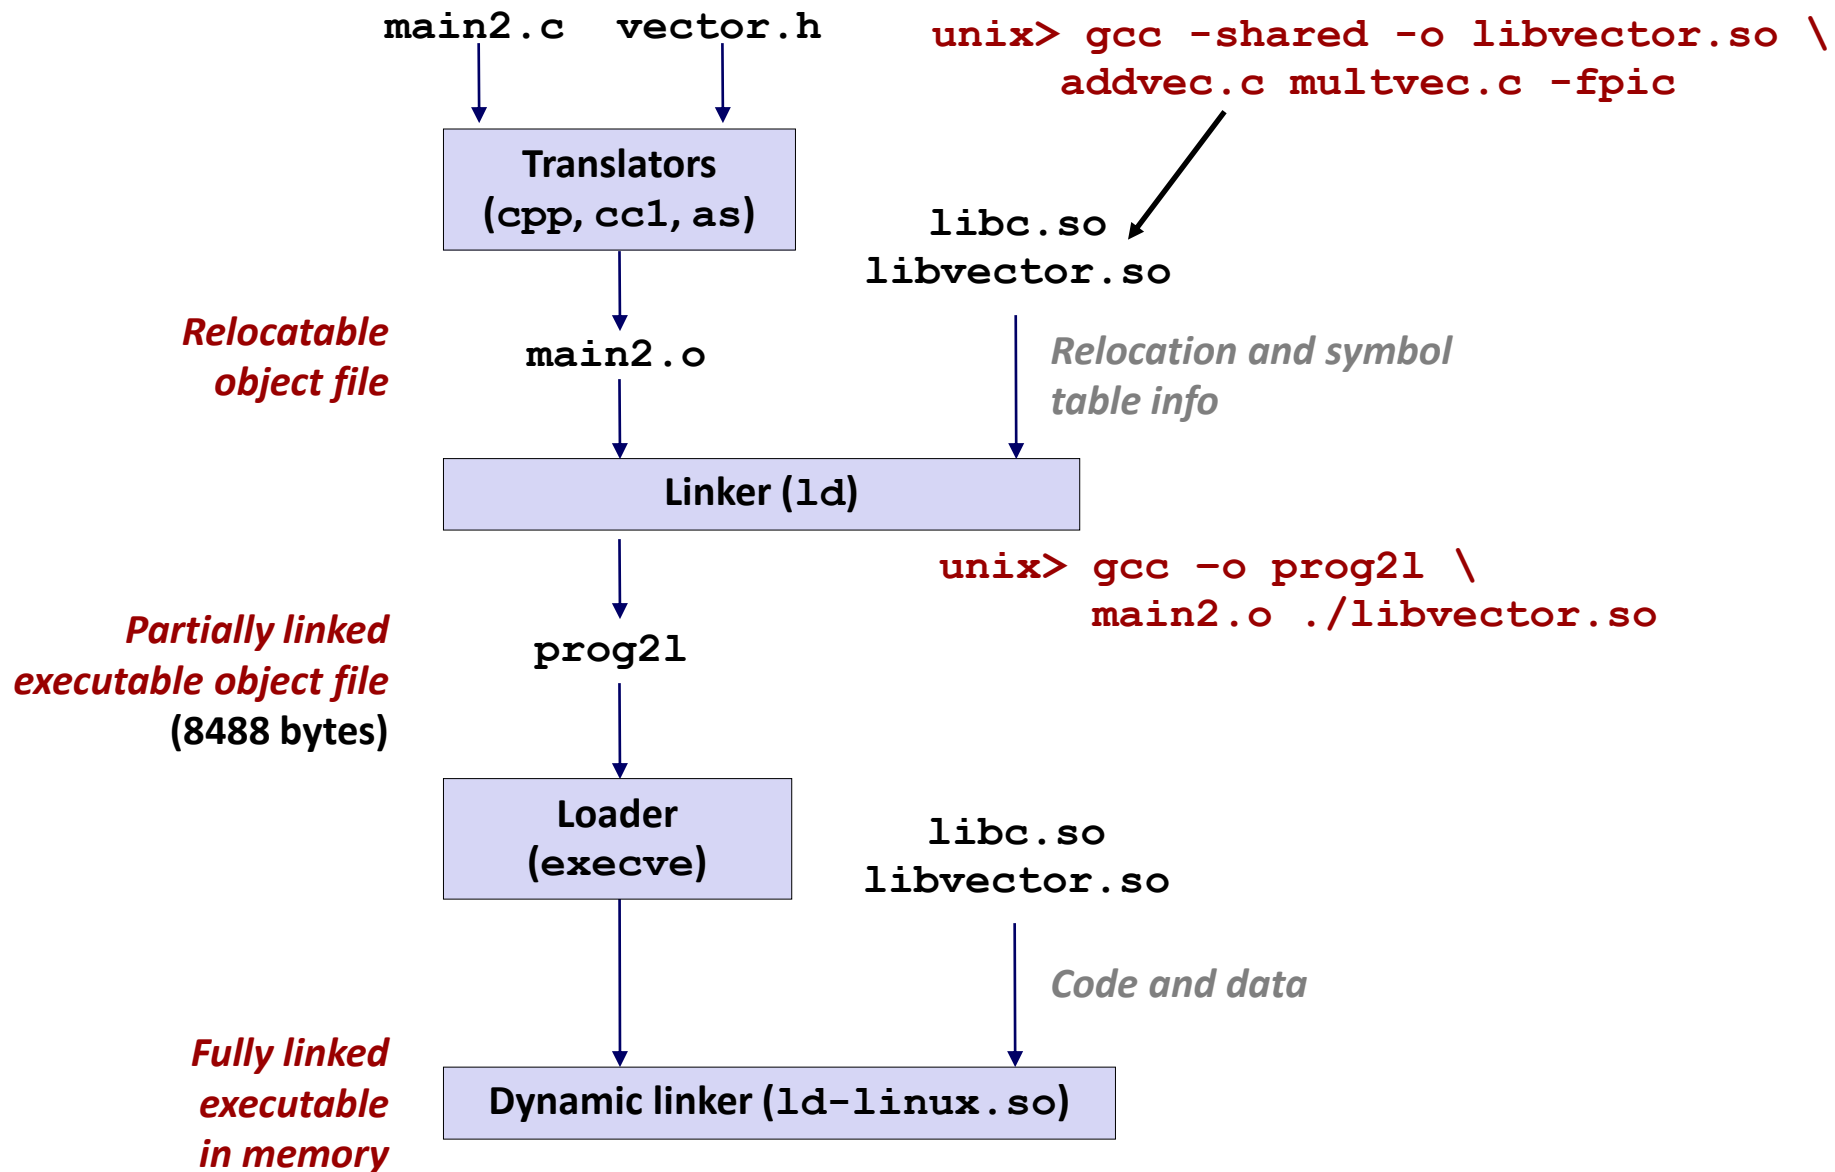 main2.c vector.h
unix> gcc -shared -o libvector.so \
addvec.c multvec.c -fpic
Translators
(cpp, cc1, as)
libc.so
libvector.so
Relocatable
object file
main2.o
Relocation and symbol
table info
Linker (ld)
unix> gcc –o prog2l \
main2.o ./libvector.so
Partially linked
executable object file
(8488 bytes)
prog2l
Loader
(execve)
libc.so
libvector.so
Code and data
Fully linked
executable
in memory
Dynamic linker (ld-linux.so)